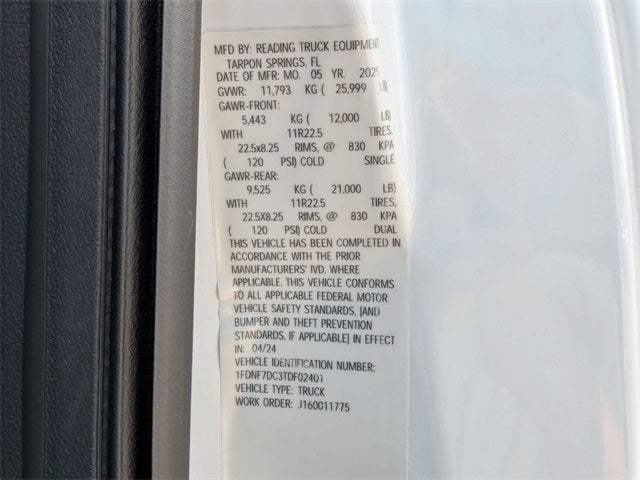 MFD BY: READING TRUCK EQUIPMENT
TARPON SPRINGS, FL
DATE OF MFR: MO. 05 YR. 2025
GVWR: 11,793 KG ( 25,999 LB)
GAWR-FRONT:
5,443 KG ( 12,000 LB)
WITH 11R22.5 TIRES,
22.5x8.25 RIMS, @ 830 KPA
( 120 PSI) COLD SINGLE
GAWR-REAR:
9,525 KG ( 21,000 LB)
WITH 11R22.5 TIRES,
22.5X8.25 RIMS, @ 830 KPA
( 120 PSI) COLD DUAL
THIS VEHICLE HAS BEEN COMPLETED IN
ACCORDANCE WITH THE PRIOR
MANUFACTURERS' IVD, WHERE
APPLICABLE. THIS VEHICLE CONFORMS
TO ALL APPLICABLE FEDERAL MOTOR
VEHICLE SAFETY STANDARDS, [AND
BUMPER AND THEFT PREVENTION
STANDARDS, IF APPLICABLE] IN EFFECT
IN: 04/24
VEHICLE IDENTIFICATION NUMBER:
1FDNF7DC3TDF02401
VEHICLE TYPE: TRUCK
WORK ORDER: J160011775